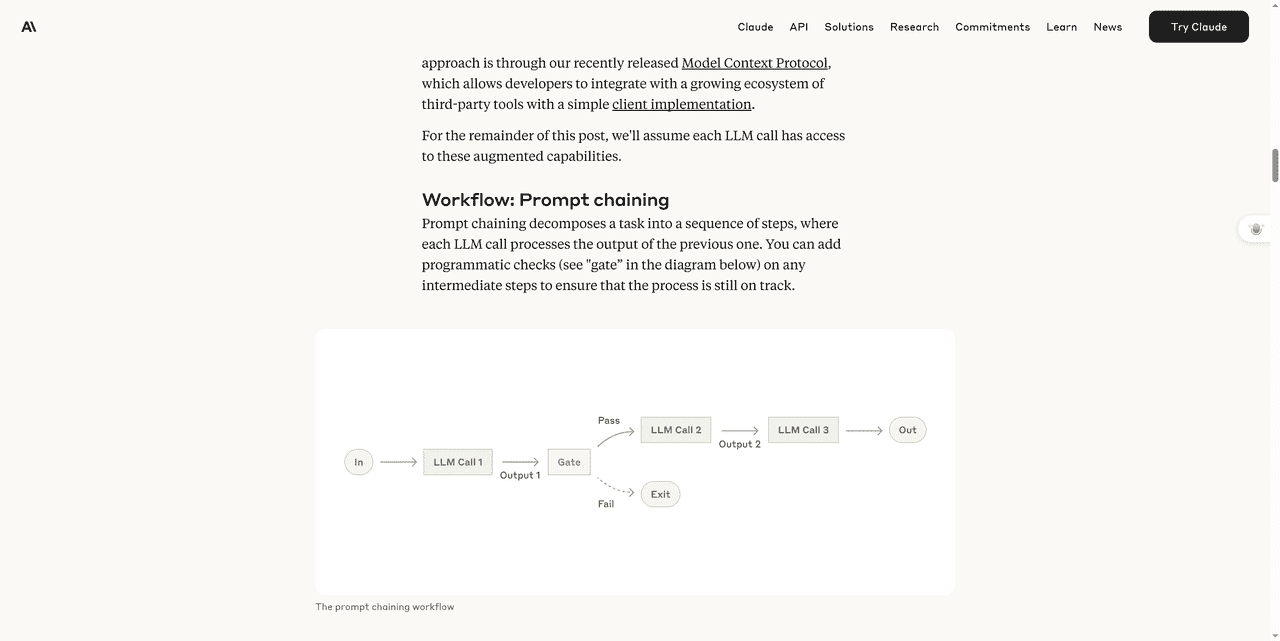 A\
Claude API Solutions Research Commitments Learn News Try Claude
approach is through our recently released Model Context Protocol,
which allows developers to integrate with a growing ecosystem of
third-party tools with a simple client implementation.
For the remainder of this post, we'll assume each LLM call has access
to these augmented capabilities.
Workflow: Prompt chaining
Prompt chaining decomposes a task into a sequence of steps, where
each LLM call processes the output of the previous one. You can add
programmatic checks (see "gate” in the diagram below) on any
intermediate steps to ensure that the process is still on track.
In
LLM Call 1
Output 1
Gate
Pass
LLM Call 2
Output 2
LLM Call 3
Out
Fail
Exit
The prompt chaining workflow